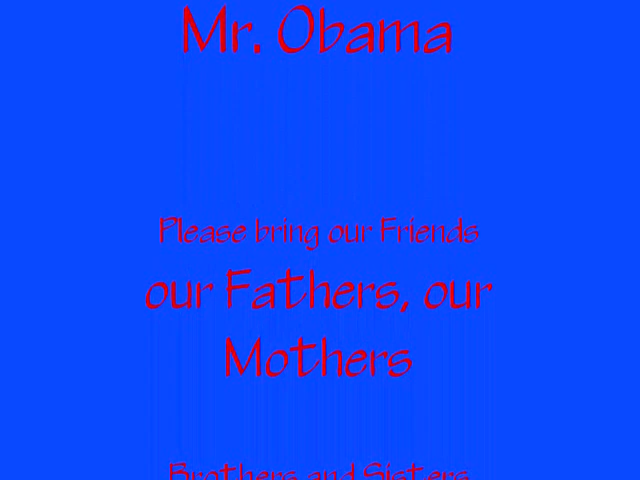 Mr. Obama
Please bring our Friends
our Fathers, our
Mothers
Brothers and Sisters